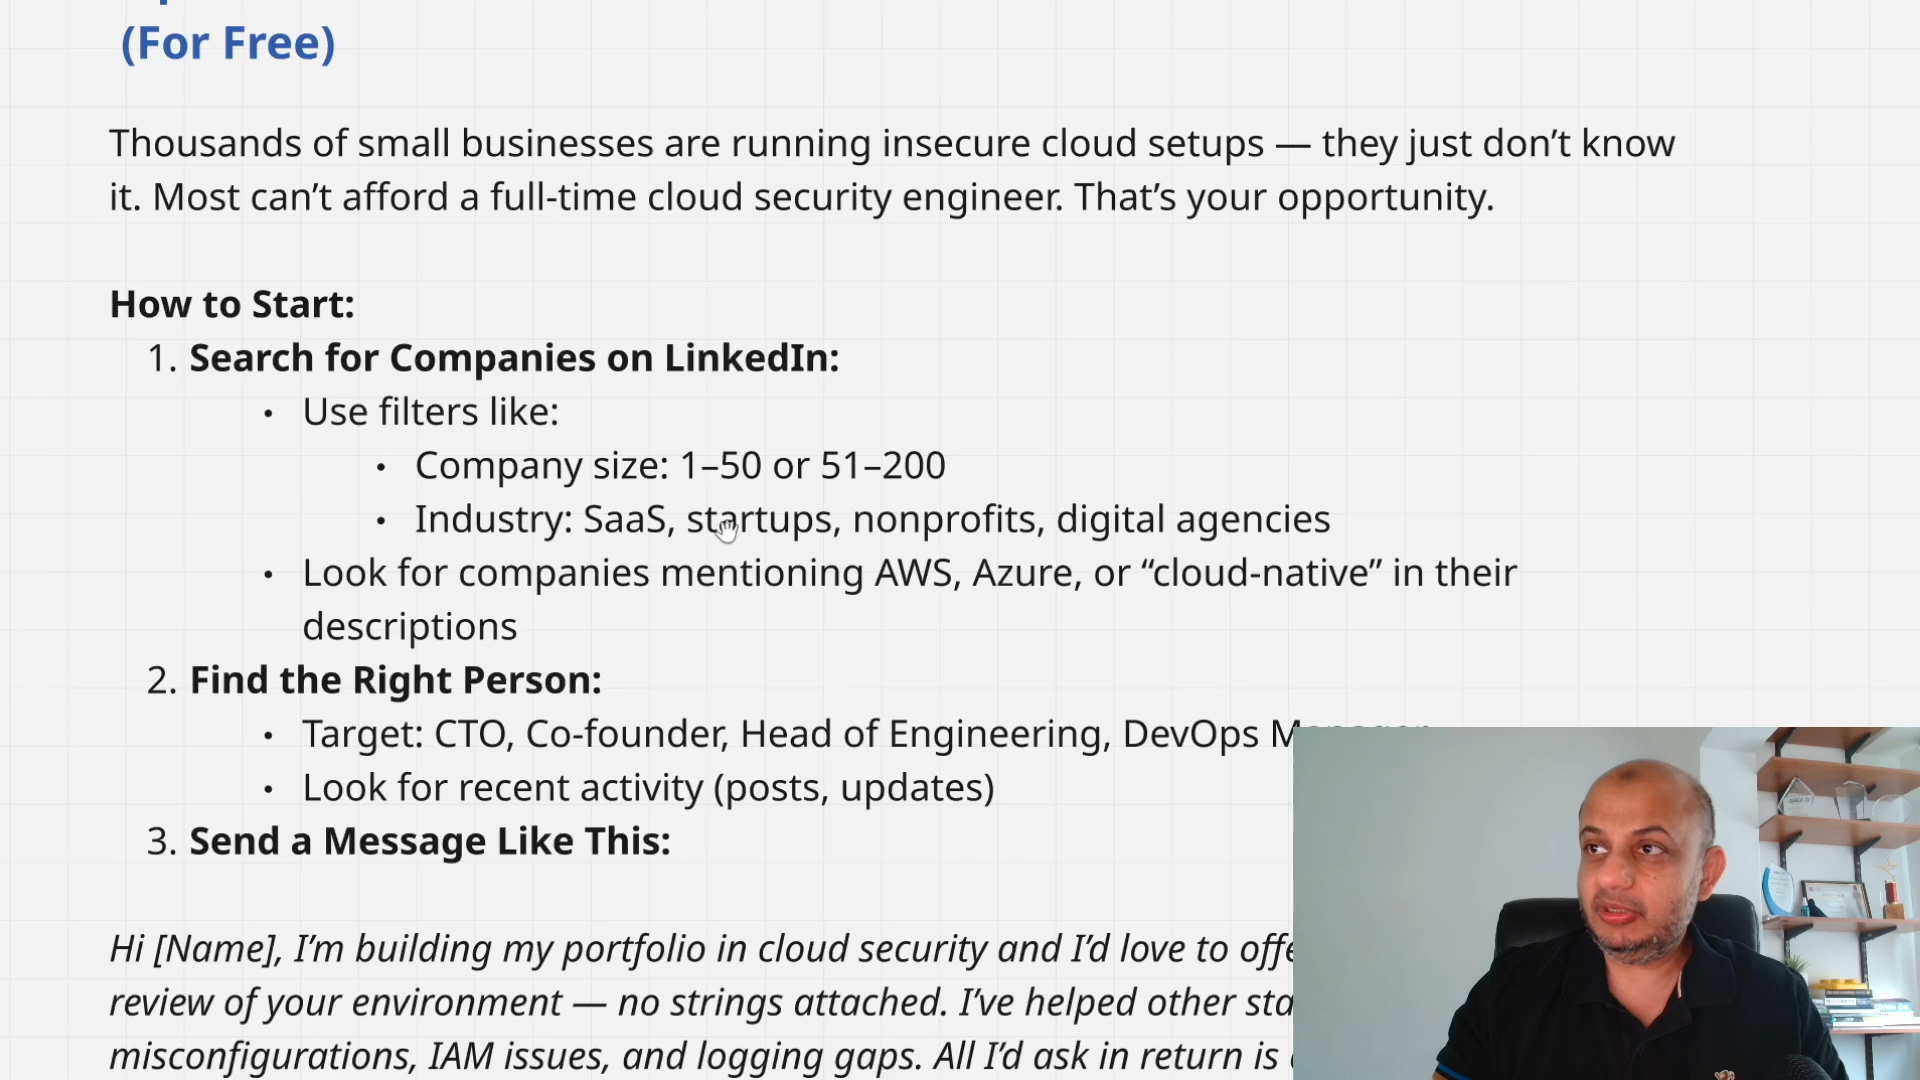 (For Free)
Thousands of small businesses are running insecure cloud setups — they just don’t know
it. Most can’t afford a full-time cloud security engineer. That’s your opportunity.
How to Start:
1. Search for Companies on LinkedIn:
• Use filters like:
• Company size: 1–50 or 51–200
• Industry: SaaS, startups, nonprofits, digital agencies
• Look for companies mentioning AWS, Azure, or “cloud-native” in their
descriptions
2. Find the Right Person:
• Target: CTO, Co-founder, Head of Engineering, DevOps
• Look for recent activity (posts, updates)
3. Send a Message Like This:
Hi [Name], I’m building my portfolio in cloud security and I’d love to
review of your environment — no strings attached. I’ve helped other
misconfigurations, IAM issues, and logging gaps. All I’d ask in return is